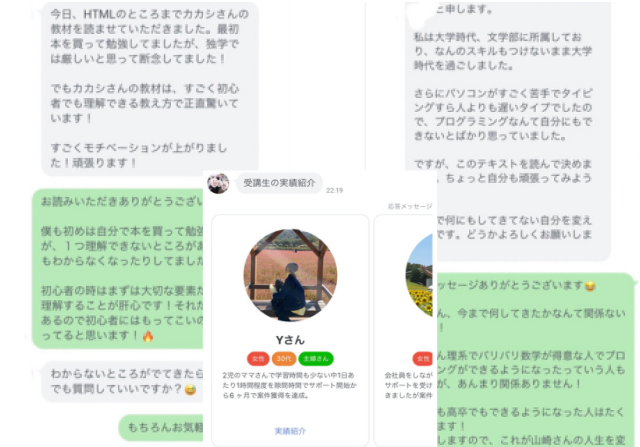 今日、HTMLのところまでカカシさんの
教材を読ませていただきました。最初
本を買って勉強してましたが、独学で
は厳しいと思って断念してました！
でもカカシさんの教材は、すごく初心
者でも理解できる教え方で正直驚いて
います！
すごくモチベーションが上がりまし
た！頑張ります！
お読みいただきありがとうござい
僕も初めは自分で本を買って勉強
が、１つ理解できないところがあ
もわからなくなったりしてました
初心者の時はまずは大切な要素だ
理解することが肝心です！それだ
あるので初心者にはもってこいの
ってると思います！🔥
わからないところがでてきたら
でも質問していいですか？😅
もちろんお気軽
と申します。
私は大学時代、文学部に所属してお
り、なんのスキルもつけないまま大学
時代を過ごしました。
さらにパソコンがすごく苦手でタイピ
ングすら人よりも遅いタイプでしたの
で、プログラミングなんて自分にもで
きないとばかり思っていました。
ですが、このテキストを読んで決めま
ちょっと自分も頑張ってみよう
で何にもしてきてない自分を変え
です。どうかよろしくお願いしま
ッセージありがとうございます😅
ん、今まで何してきたかなんて関係ない
！
ん理系でバリバリ数学が得意な人でプロ
ングができるようになったっていう人も
が、あんまり関係ありません！
も高卒でもできるようになった人はたく
ます！
しますので、これが山崎さんの人生を変
受講生の実績紹介
22:19
応答メッセージ
Yさん
女性 30代 主婦さん
2児のママさんで学習時間も少ない中1日あ
たり1時間程度を隙間時間でサポート開始か
ら6ヶ月で案件獲得を達成。
実績紹介
女性
会社員をしなが
サポートを受け
きましたが案件